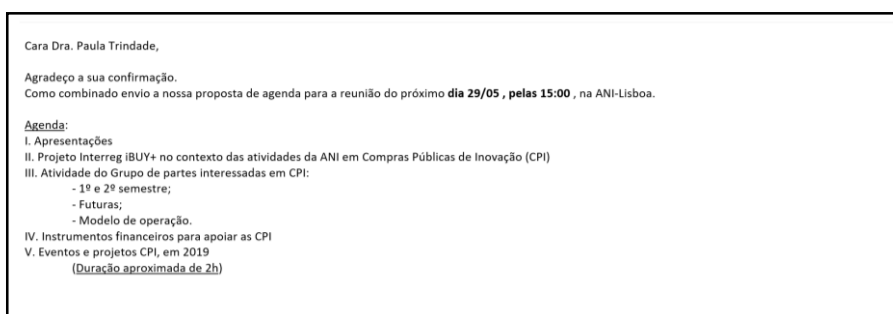 Cara Dra. Paula Trindade,
Agradeço a sua confirmação.
Como combinado envio a nossa proposta de agenda para a reunião do próximo dia 29/05 , pelas 15:00 , na ANI-Lisboa.
Agenda:
I. Apresentações
II. Projeto Interreg iBUY+ no contexto das atividades da ANI em Compras Públicas de Inovação (CPI)
III. Atividade do Grupo de partes interessadas em CPI:
- 1º e 2º semestre;
- Futuras;
- Modelo de operação.
IV. Instrumentos financeiros para apoiar as CPI
V. Eventos e projetos CPI, em 2019
(Duração aproximada de 2h)